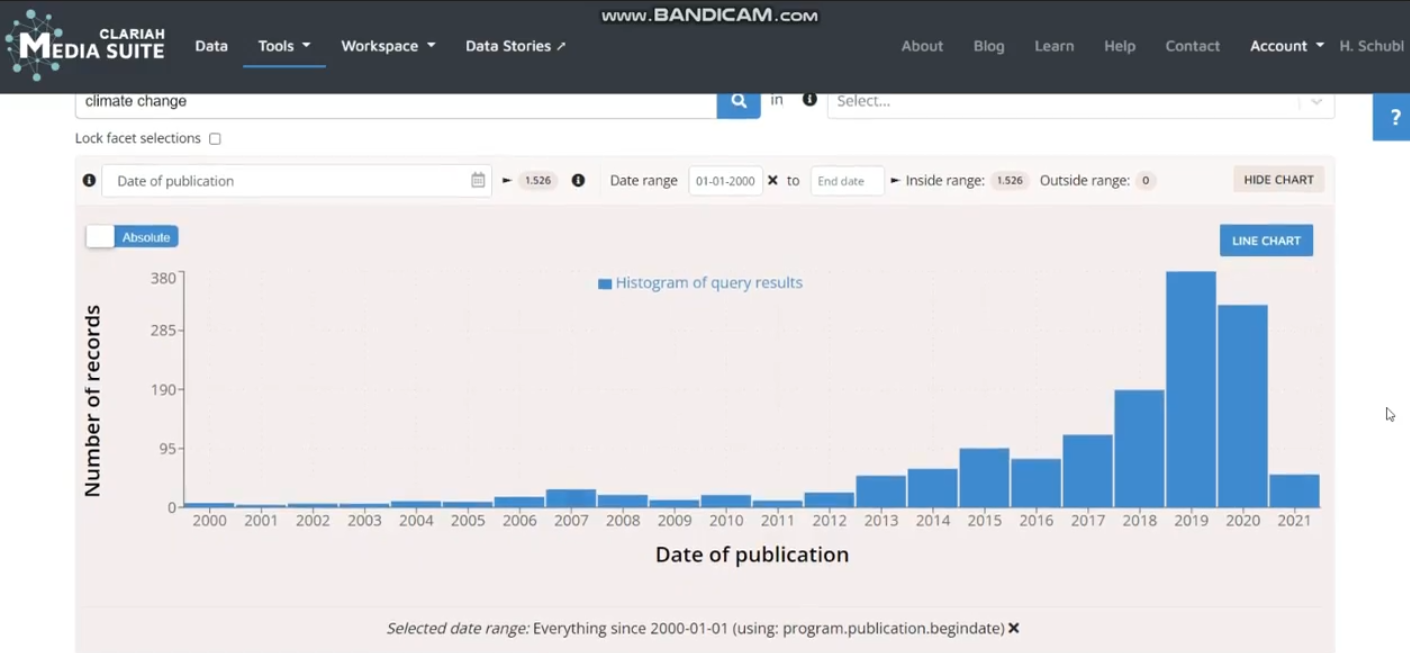 www.BANDICAM.com
CLARIAH
MEDIA SUITE
Data Tools Workspace Data Stories About Blog Learn Help Contact Account H. Schubl
climate change in Select...
?
Lock facet selections
Date of publication 1.526 Date range 01-01-2000 to End date Inside range: 1.526 Outside range: 0 HIDE CHART
Absolute
LINE CHART
Histogram of query results
Number of records
380
285
190
95
0
2000 2001 2002 2003 2004 2005 2006 2007 2008 2009 2010 2011 2012 2013 2014 2015 2016 2017 2018 2019 2020 2021
Date of publication
Selected date range: Everything since 2000-01-01 (using: program.publication.begindate)